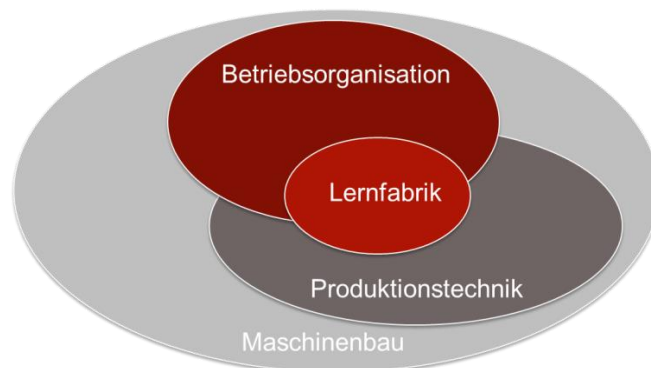 Betriebsorganisation
Lernfabrik
Produktionstechnik
Maschinenbau